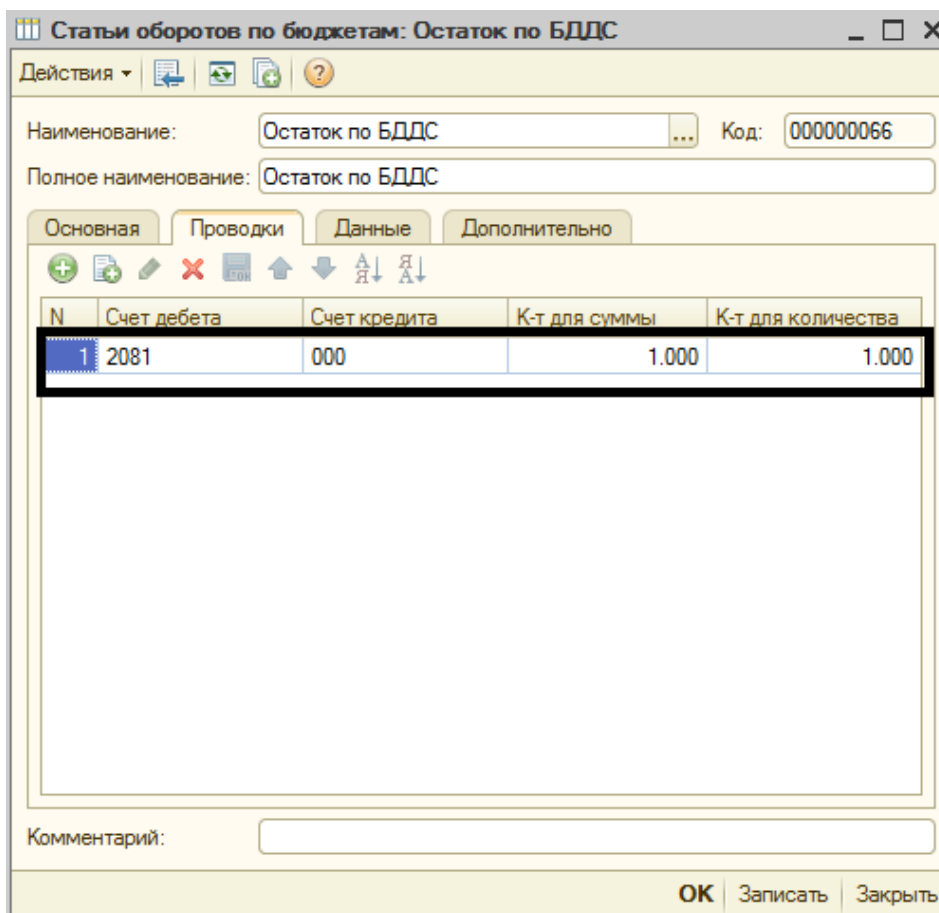 Статьи оборотов по бюджетам: Остаток по БДДС
Действия
Наименование: Остаток по БДДС ... Код: 000000066
Полное наименование: Остаток по БДДС
Основная Проводки Данные Дополнительно
N Счет дебета Счет кредита К-т для суммы К-т для количества
1 2081 000 1.000 1.000
Комментарий:
OK Записать Закрыть